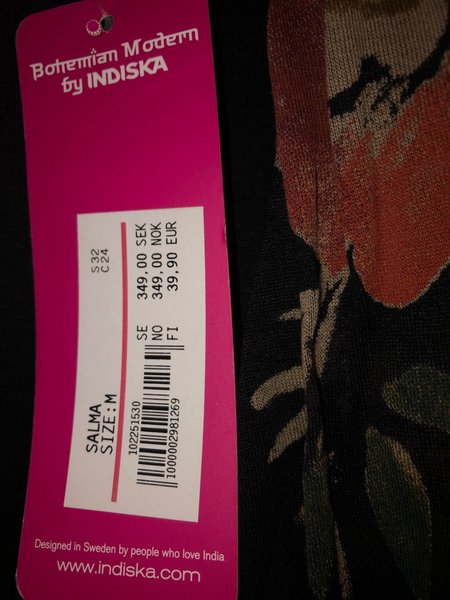 Bohemian Modern
by INDISKA
S32
C24
SE 349,00 SEK
NO 349,00 NOK
FI 39,90 EUR
SALMA
SIZE:M
102251530
1000002981269
Designed in Sweden by people who love India
www.indiska.com